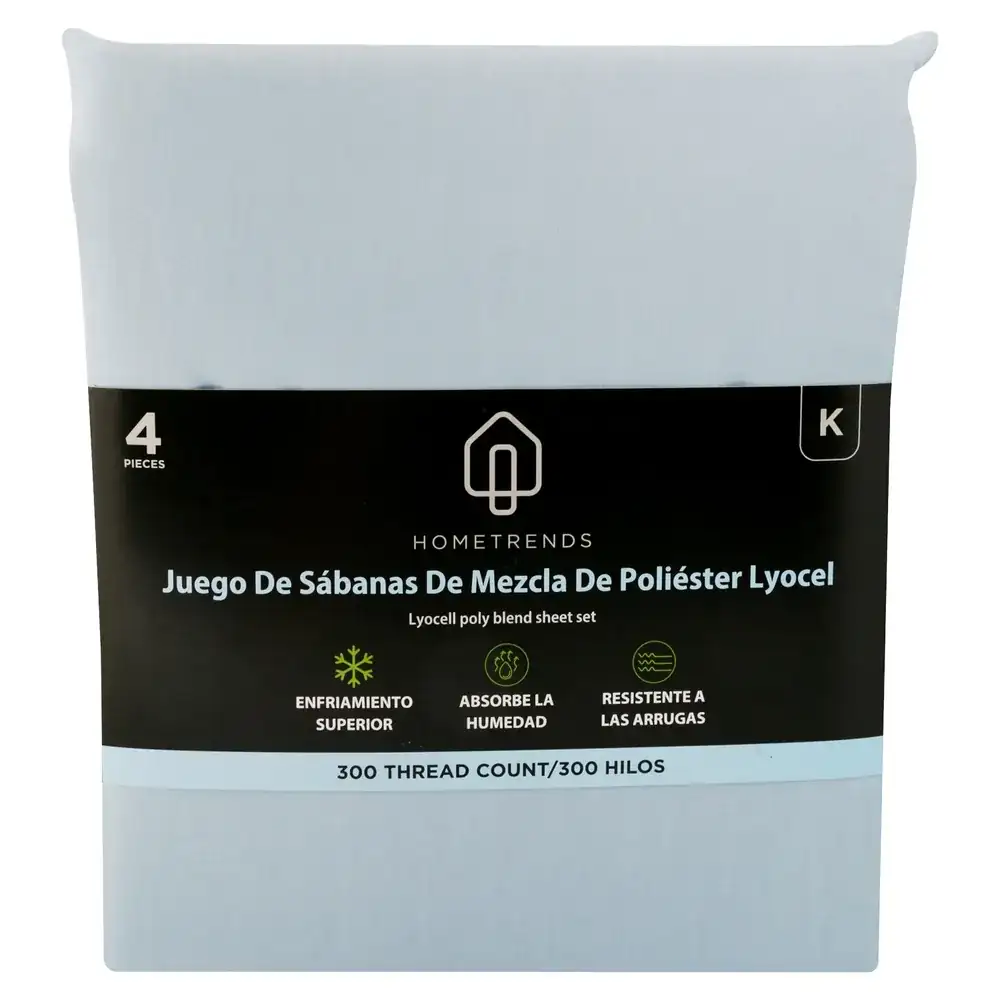 4
PIECES
K
HOMETRENDS
Juego De Sábanas De Mezcla De Poliéster Lyocel
Lyocell poly blend sheet set
ENFRIAMIENTO
SUPERIOR
ABSORBE LA
HUMEDAD
RESISTENTE A
LAS ARRUGAS
300 THREAD COUNT/300 HILOS